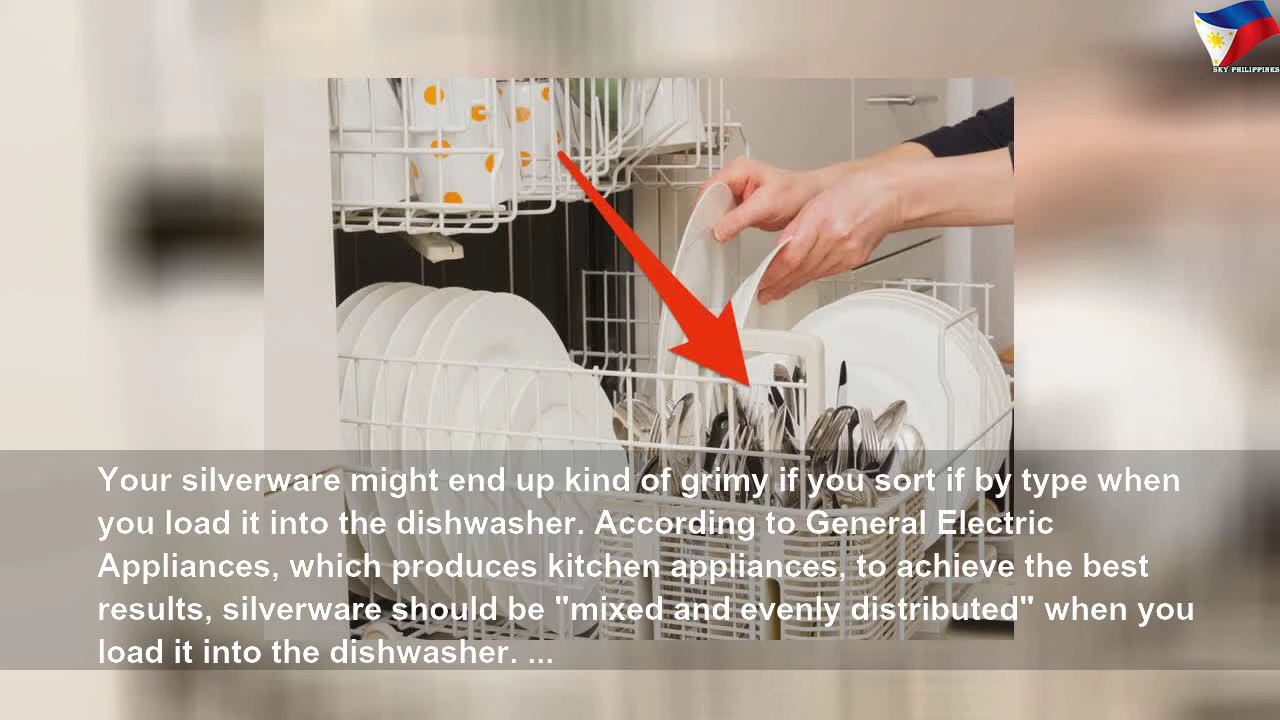 SKY PHILIPPINES
Your silverware might end up kind of grimy if you sort if by type when
you load it into the dishwasher. According to General Electric
Appliances, which produces kitchen appliances, to achieve the best
results, silverware should be "mixed and evenly distributed" when you
load it into the dishwasher. ...